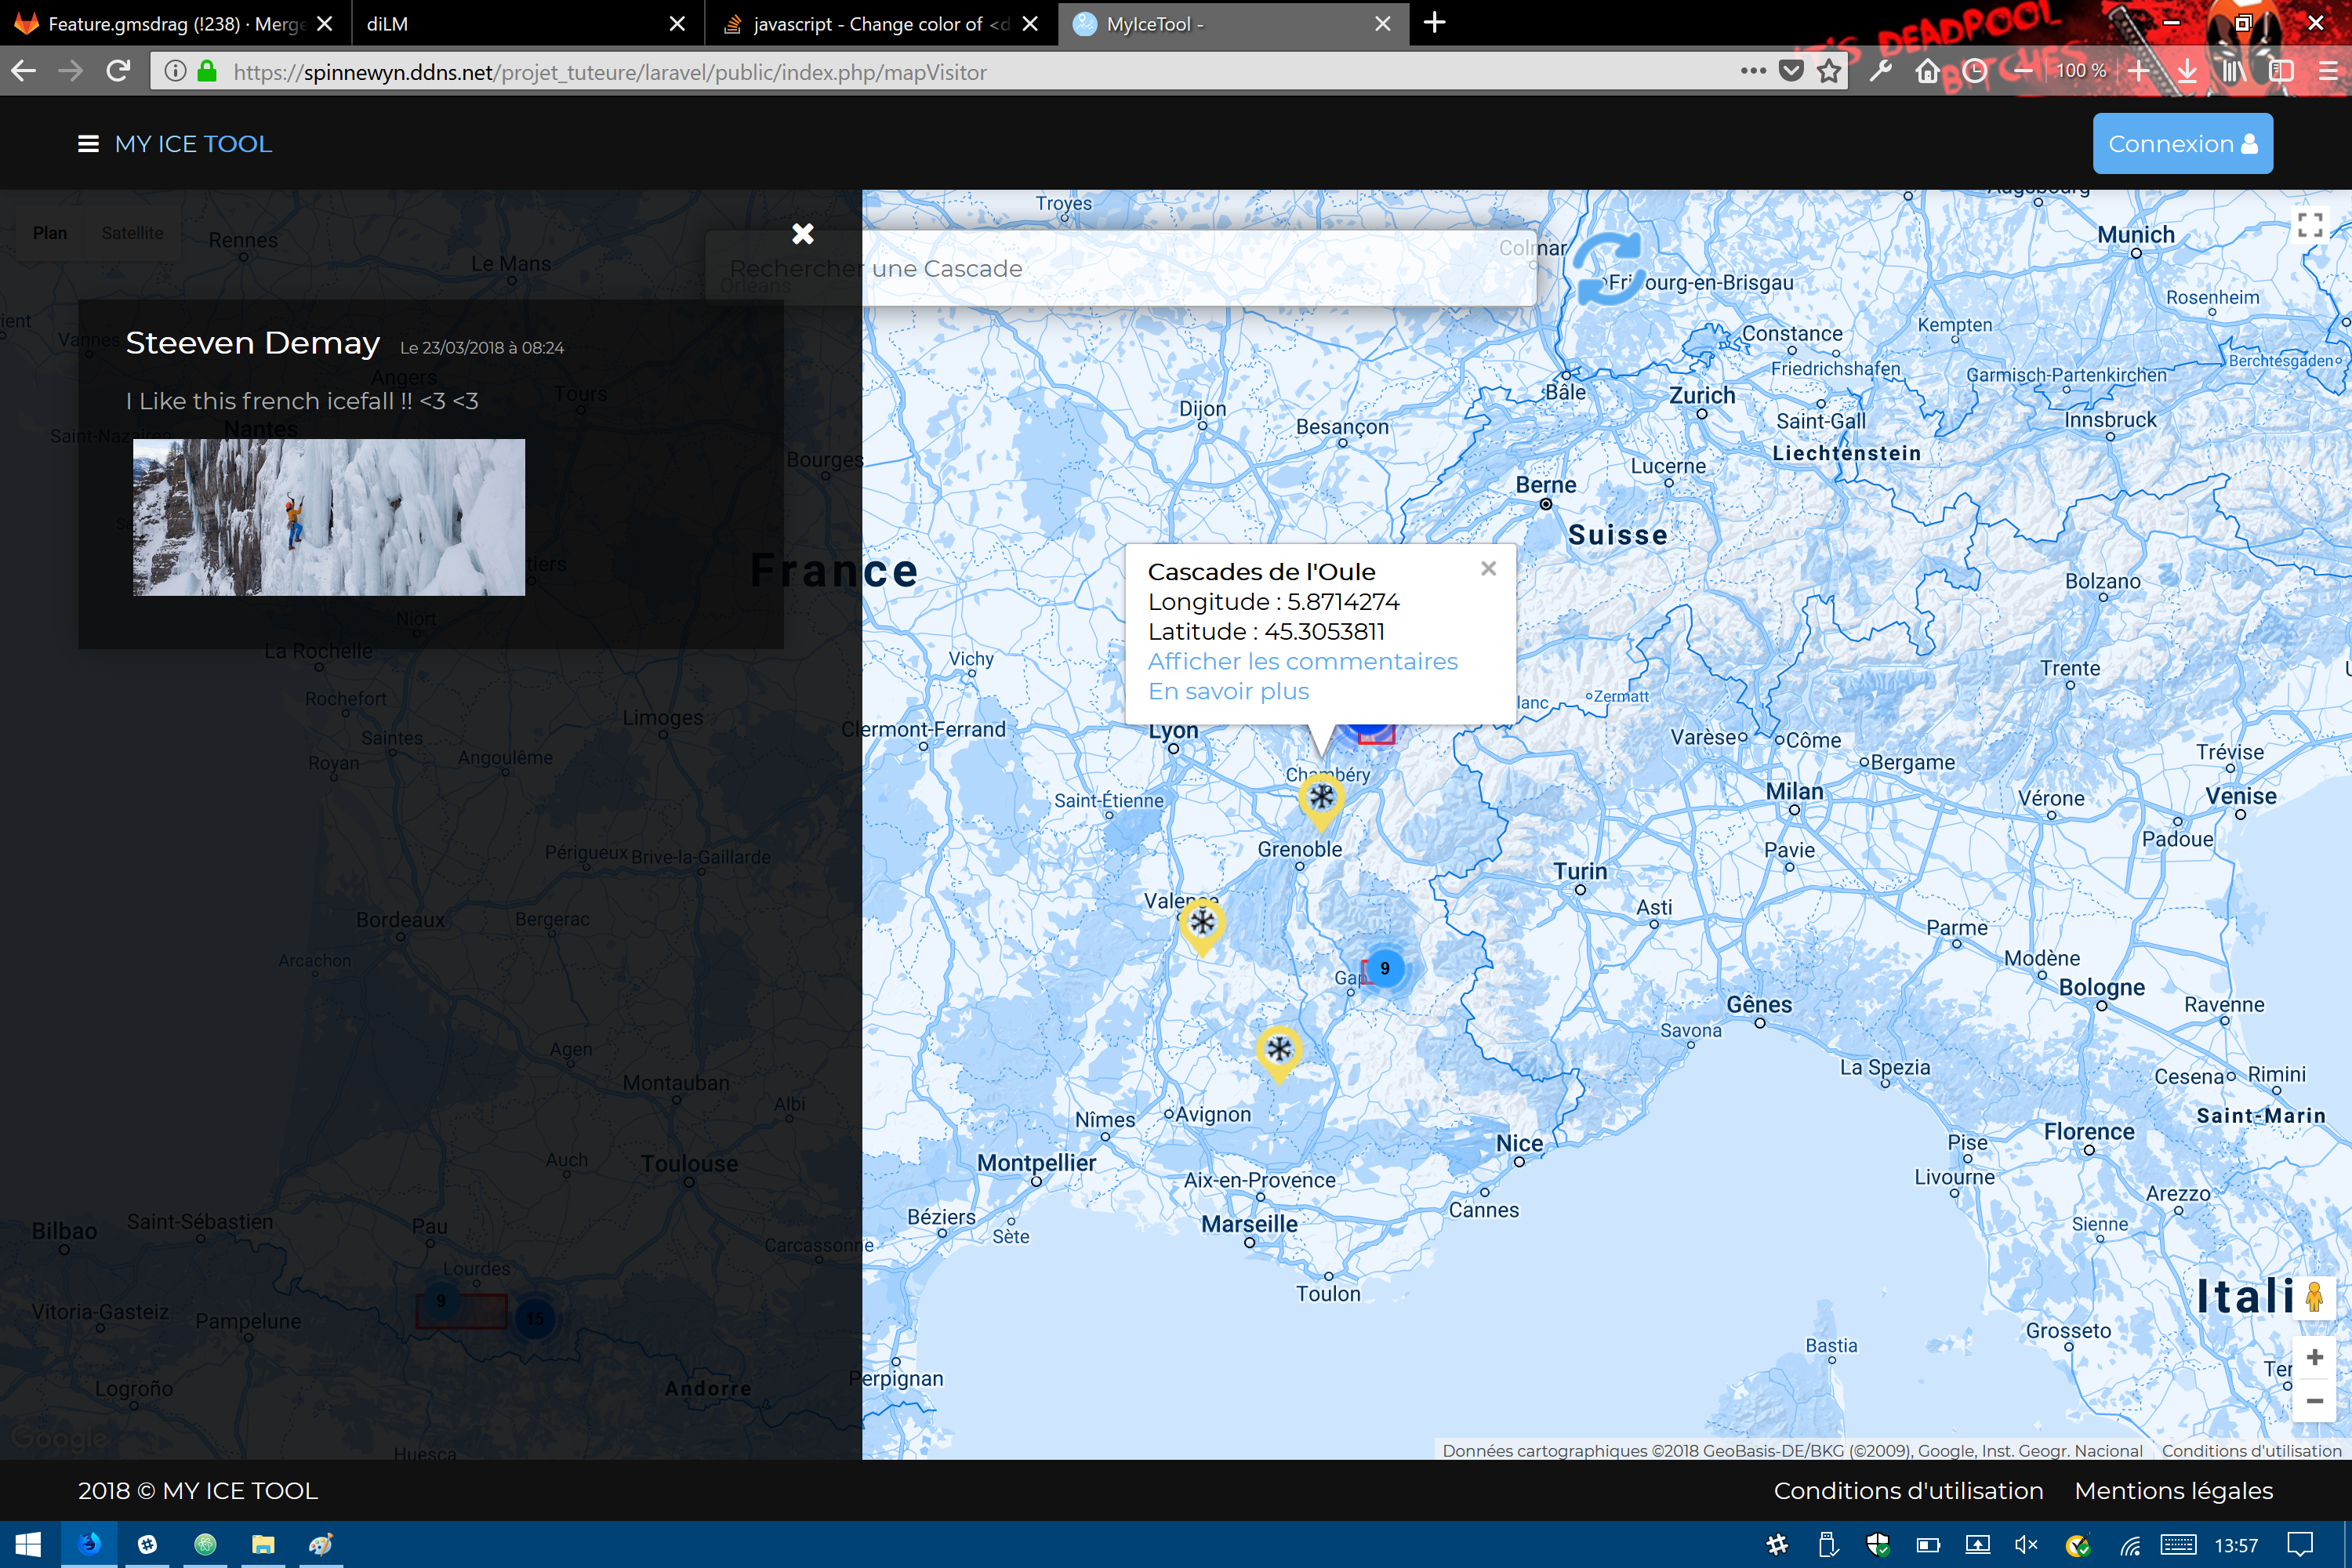 Feature.gmsdrag (!238) · Merge
diLM
javascript - Change color of <d
MyIceTool -
IT'S DEADPOOL
BITCHES
https://spinnewyn.ddns.net/projet_tuteure/laravel/public/index.php/mapVisitor
100 %
MY ICE TOOL
Connexion
Plan
Satellite
Rechercher une Cascade
Steeven Demay
Le 23/03/2018 à 08:24
I Like this french icefall !! <3 <3
Cascades de l'Oule
Longitude : 5.8714274
Latitude : 45.3053811
Afficher les commentaires
En savoir plus
Troyes
Augsbourg
Rennes
Le Mans
Orléans
Colmar
Munich
Fribourg-en-Brisgau
Rosenheim
Vannes
Constance
Kempten
Angers
Friedrichshafen
Garmisch-Partenkirchen
Berchtesgaden
Tours
Bâle
Zurich
Dijon
Saint-Gall
Innsbruck
Saint-Nazaire
Nantes
Besançon
Liechtenstein
Bourges
Lucerne
Berne
Suisse
France
tiers
Bolzano
Niort
La Rochelle
Vichy
Trente
Rochefort
lanc
Zermatt
Limoges
Clermont-Ferrand
Lyon
Saintes
Varèse
Côme
Royan
Angoulême
Bergame
Trévise
Chambéry
Saint-Étienne
Milan
Vérone
Venise
Padoue
Périgueux
Brive-la-Gaillarde
Grenoble
Pavie
Turin
Valence
Asti
Bordeaux
Bergerac
Parme
Arcachon
Gap
9
Modène
Bologne
Gênes
Ravenne
Savona
Agen
La Spezia
Cesena
Rimini
Montauban
Albi
Nîmes
Avignon
Saint-Marin
Nice
Florence
Pise
Auch
Toulouse
Montpellier
Aix-en-Provence
Livourne
Arezzo
Cannes
Bilbao
Saint-Sébastien
Pau
Béziers
Sète
Marseille
Sienne
Carcassonne
Lourdes
Toulon
Itali
9
15
Vitoria-Gasteiz
Pampelune
Grosseto
Bastia
Ter
Logroño
Andorre
Perpignan
Google
Huesca
Données cartographiques ©2018 GeoBasis-DE/BKG (©2009), Google, Inst. Geogr. Nacional
Conditions d'utilisation
2018 © MY ICE TOOL
Conditions d'utilisation
Mentions légales
13:57